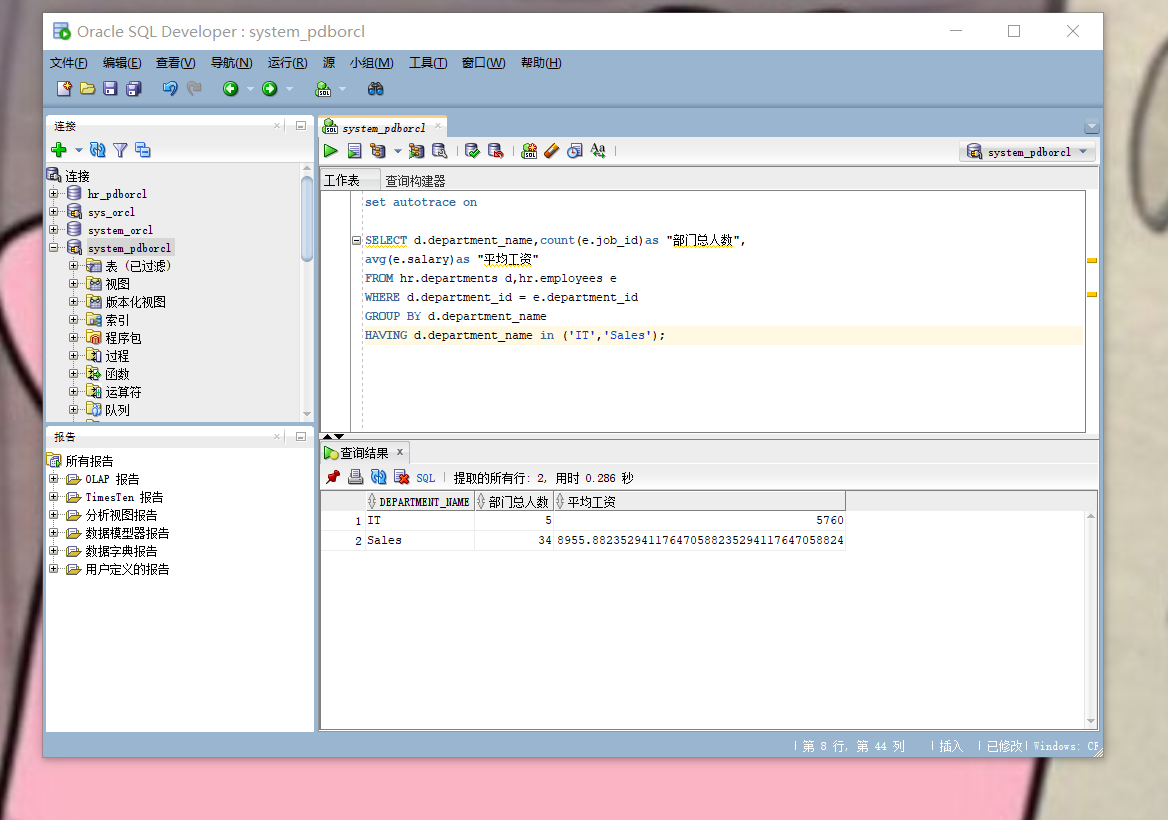 Oracle SQL Developer : system_pdborcl
文件(F) 编辑(E) 查看(V) 导航(N) 运行(R) 源 小组(M) 工具(T) 窗口(W) 帮助(H)
连接
连接
hr_pdborcl
sys_orcl
system_orcl
system_pdborcl
表 (已过滤)
视图
版本化视图
索引
程序包
过程
函数
运算符
队列
报告
所有报告
OLAP 报告
TimesTen 报告
分析视图报告
数据模型器报告
数据字典报告
用户定义的报告
system_pdborcl
system_pdborcl
工作表 查询构建器
set autotrace on
SELECT d.department_name,count(e.job_id)as "部门总人数",
avg(e.salary)as "平均工资"
FROM hr.departments d,hr.employees e
WHERE d.department_id = e.department_id
GROUP BY d.department_name
HAVING d.department_name in ('IT','Sales');
查询结果
SQL | 提取的所有行: 2, 用时 0.286 秒
DEPARTMENT_NAME 部门总人数 平均工资
1 IT 5 5760
2 Sales 34 8955.882352941176470588235294117647058824
第 8 行, 第 44 列 | 插入 | 已修改 | Windows: CR